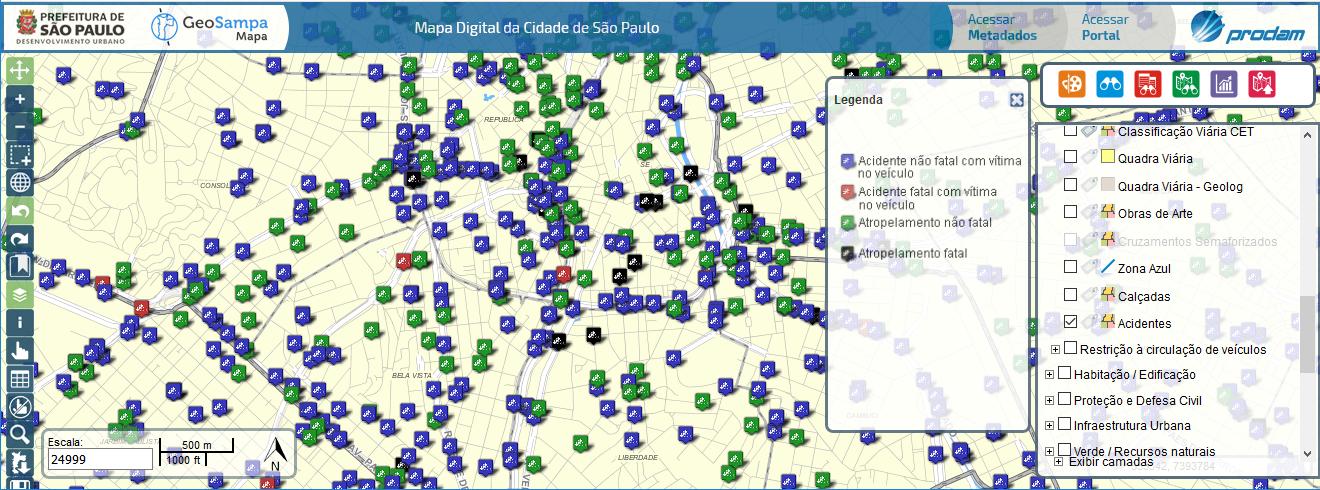 PREFEITURA DE
SÃO PAULO
DESENVOLVIMENTO URBANO
GeoSampa
Mapa
Mapa Digital da Cidade de São Paulo
Acessar
Metadados
Acessar
Portal
prodam
Legenda
Acidente não fatal com vítima
no veículo
Acidente fatal com vítima
no veículo
Atropelamento não fatal
Atropelamento fatal
Classificação Viária CET
Quadra Viária
Quadra Viária - Geolog
Obras de Arte
Cruzamentos Semaforizados
Zona Azul
Calçadas
Acidentes
Restrição à circulação de veículos
Habitação / Edificação
Proteção e Defesa Civil
Infraestrutura Urbana
Verde / Recursos naturais
Exibir camadas
REPUBLICA
SE
BELA VISTA
LIBERDADE
CAMBUCI
Escala:
24999
500 m
1000 ft
N